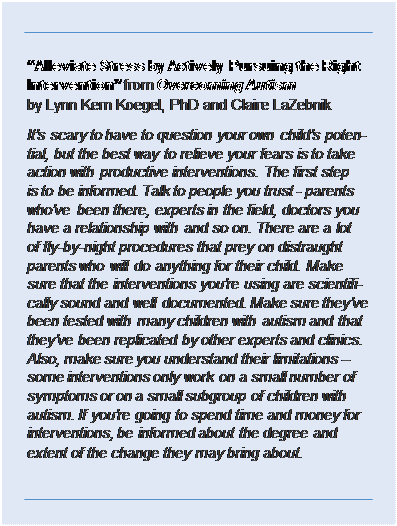 “Alleviate Stress by Actively Pursuing the Right
Intervention” from Overcoming Autism
by Lynn Kern Koegel, PhD and Claire LaZebnik
It's scary to have to question your own child's poten-
tial, but the best way to relieve your fears is to take
action with productive interventions. The first step
is to be informed. Talk to people you trust - parents
who've been there, experts in the field, doctors you
have a relationship with and so on. There are a lot
of fly-by-night procedures that prey on distraught
parents who will do anything for their child. Make
sure that the interventions you're using are scientifi-
cally sound and well documented. Make sure they've
been tested with many children with autism and that
they've been replicated by other experts and clinics.
Also, make sure you understand their limitations –
some interventions only work on a small number of
symptoms or on a small subgroup of children with
autism. If you're going to spend time and money for
interventions, be informed about the degree and
extent of the change they may bring about.